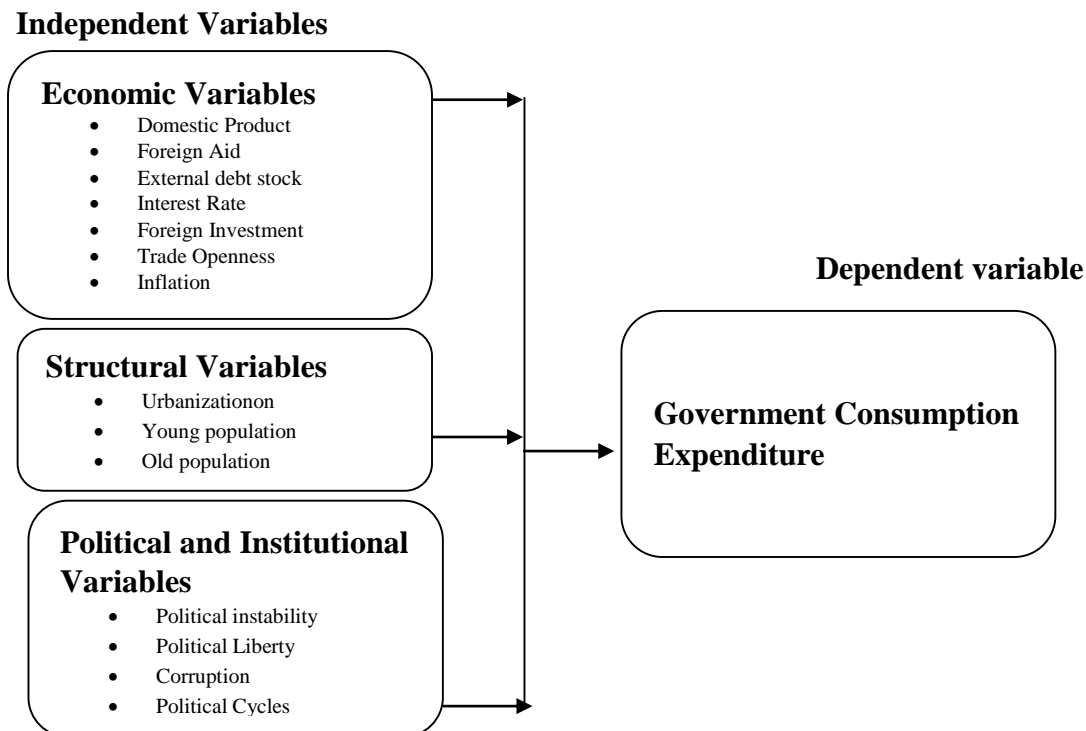 Independent Variables
Economic Variables
• Domestic Product
• Foreign Aid
• External debt stock
• Interest Rate
• Foreign Investment
• Trade Openness
• Inflation
Structural Variables
• Urbanizationon
• Young population
• Old population
Political and Institutional
Variables
• Political instability
• Political Liberty
• Corruption
• Political Cycles
Dependent variable
Government Consumption
Expenditure